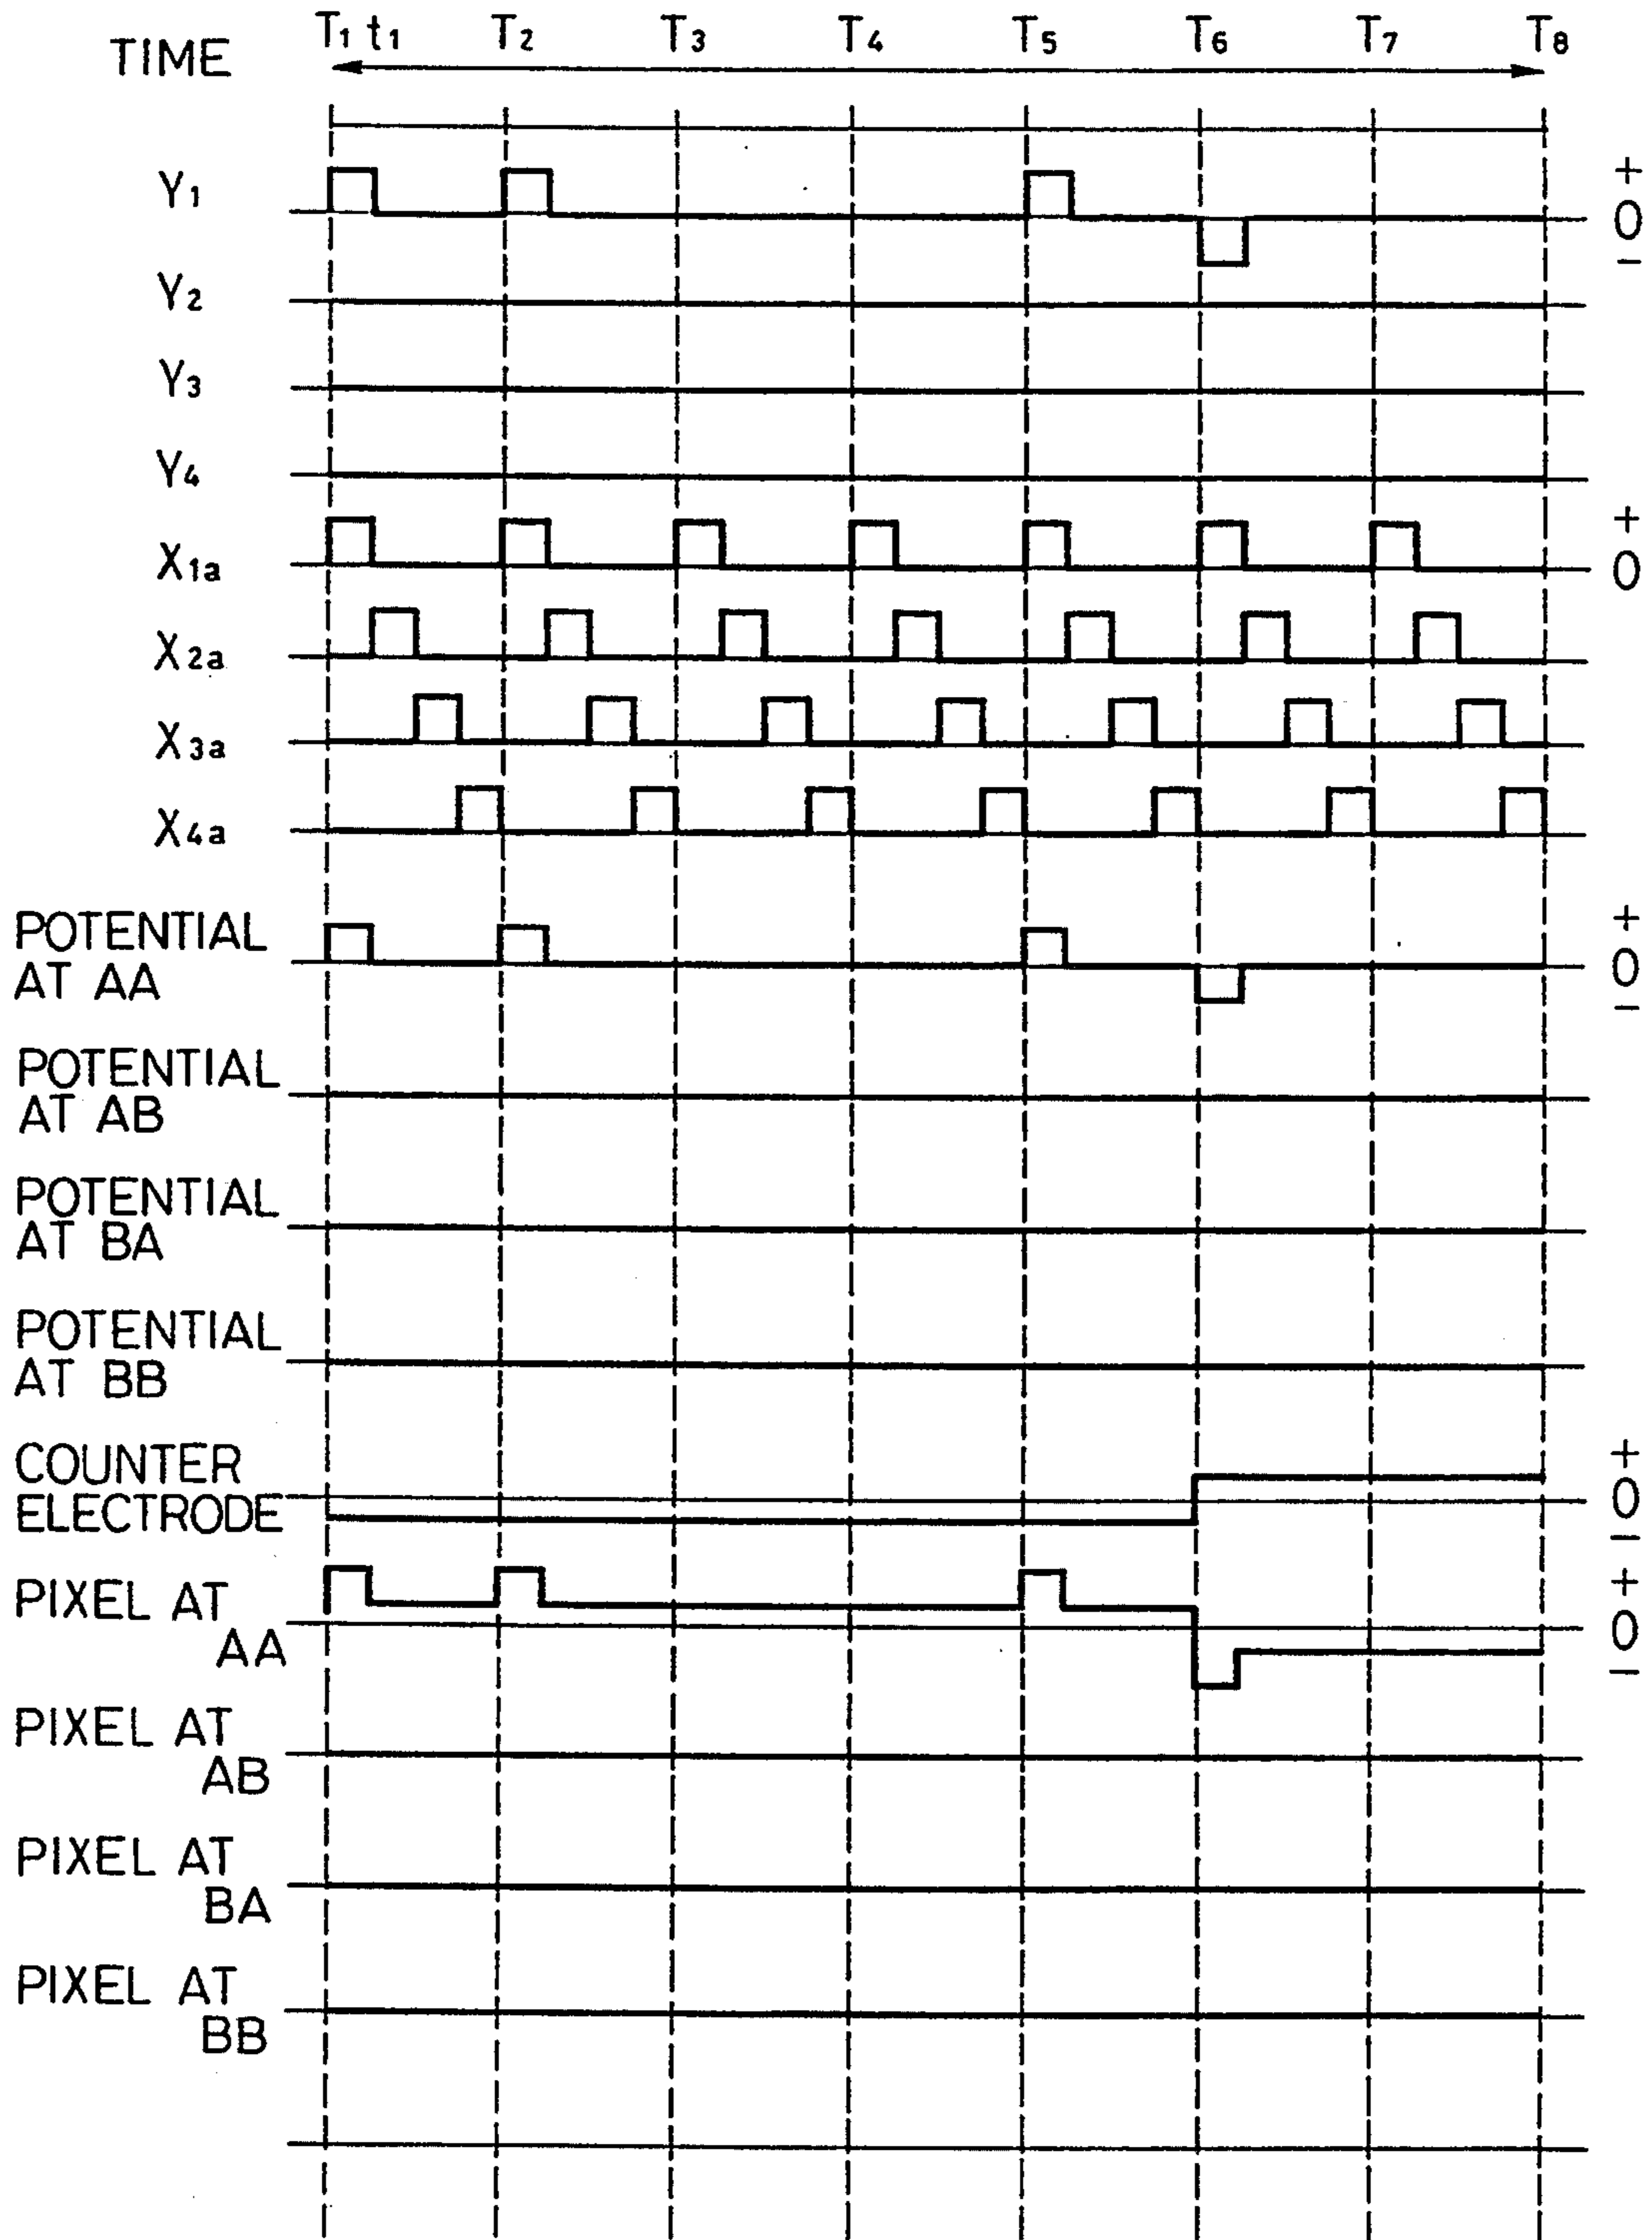 TIME T₁ t₁ T₂ T₃ T₄ T₅ T₆ T₇ T₈
Y₁ + 0 −
Y₂
Y₃
Y₄
X₁ₐ + 0
X₂ₐ
X₃ₐ
X₄ₐ
POTENTIAL
AT AA + 0 −
POTENTIAL
AT AB
POTENTIAL
AT BA
POTENTIAL
AT BB
COUNTER
ELECTRODE + 0 −
PIXEL AT
AA + 0 −
PIXEL AT
AB
PIXEL AT
BA
PIXEL AT
BB